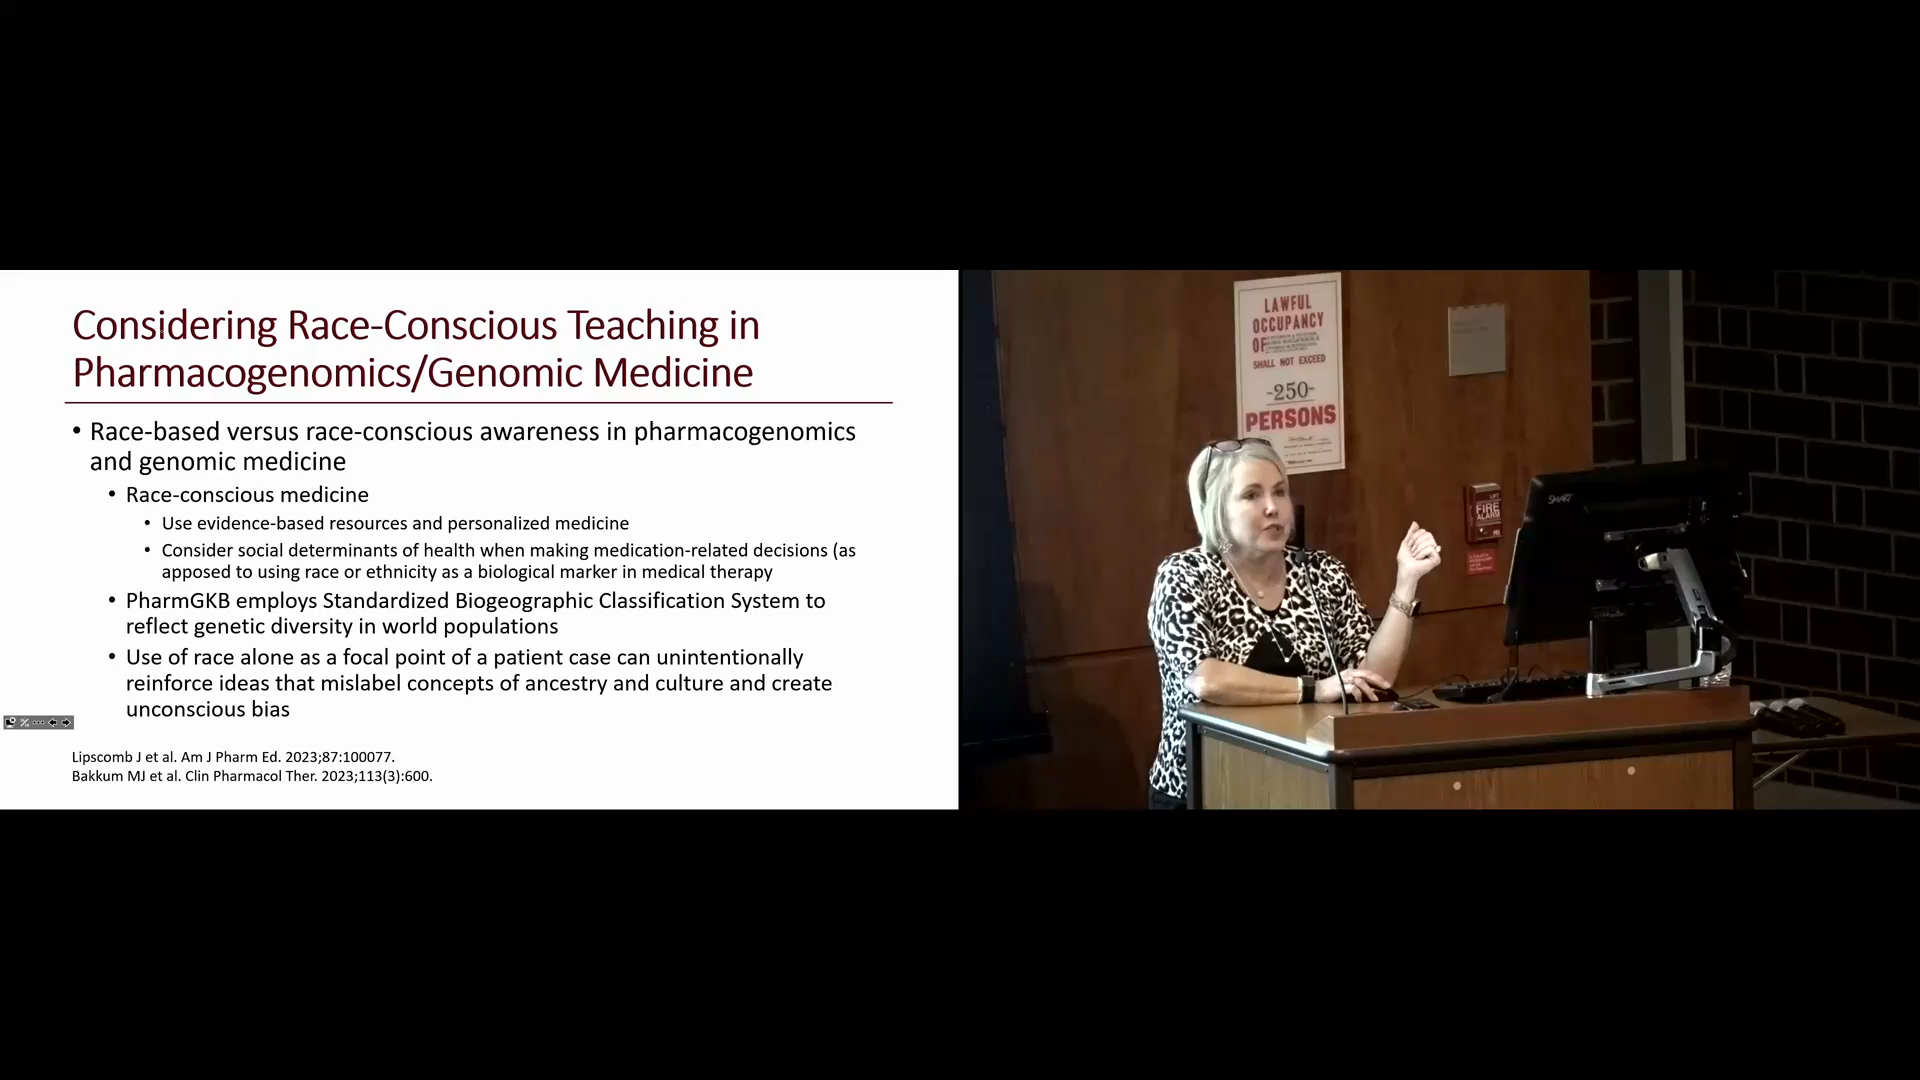 Considering Race-Conscious Teaching in
Pharmacogenomics/Genomic Medicine
• Race-based versus race-conscious awareness in pharmacogenomics
and genomic medicine
• Race-conscious medicine
• Use evidence-based resources and personalized medicine
• Consider social determinants of health when making medication-related decisions (as
apposed to using race or ethnicity as a biological marker in medical therapy
• PharmGKB employs Standardized Biogeographic Classification System to
reflect genetic diversity in world populations
• Use of race alone as a focal point of a patient case can unintentionally
reinforce ideas that mislabel concepts of ancestry and culture and create
unconscious bias
Lipscomb J et al. Am J Pharm Ed. 2023;87:100077.
Bakkum MJ et al. Clin Pharmacol Ther. 2023;113(3):600.
LAWFUL
OCCUPANCY
OF
SHALL NOT EXCEED
-250-
PERSONS
FIRE
ALARM
SMART